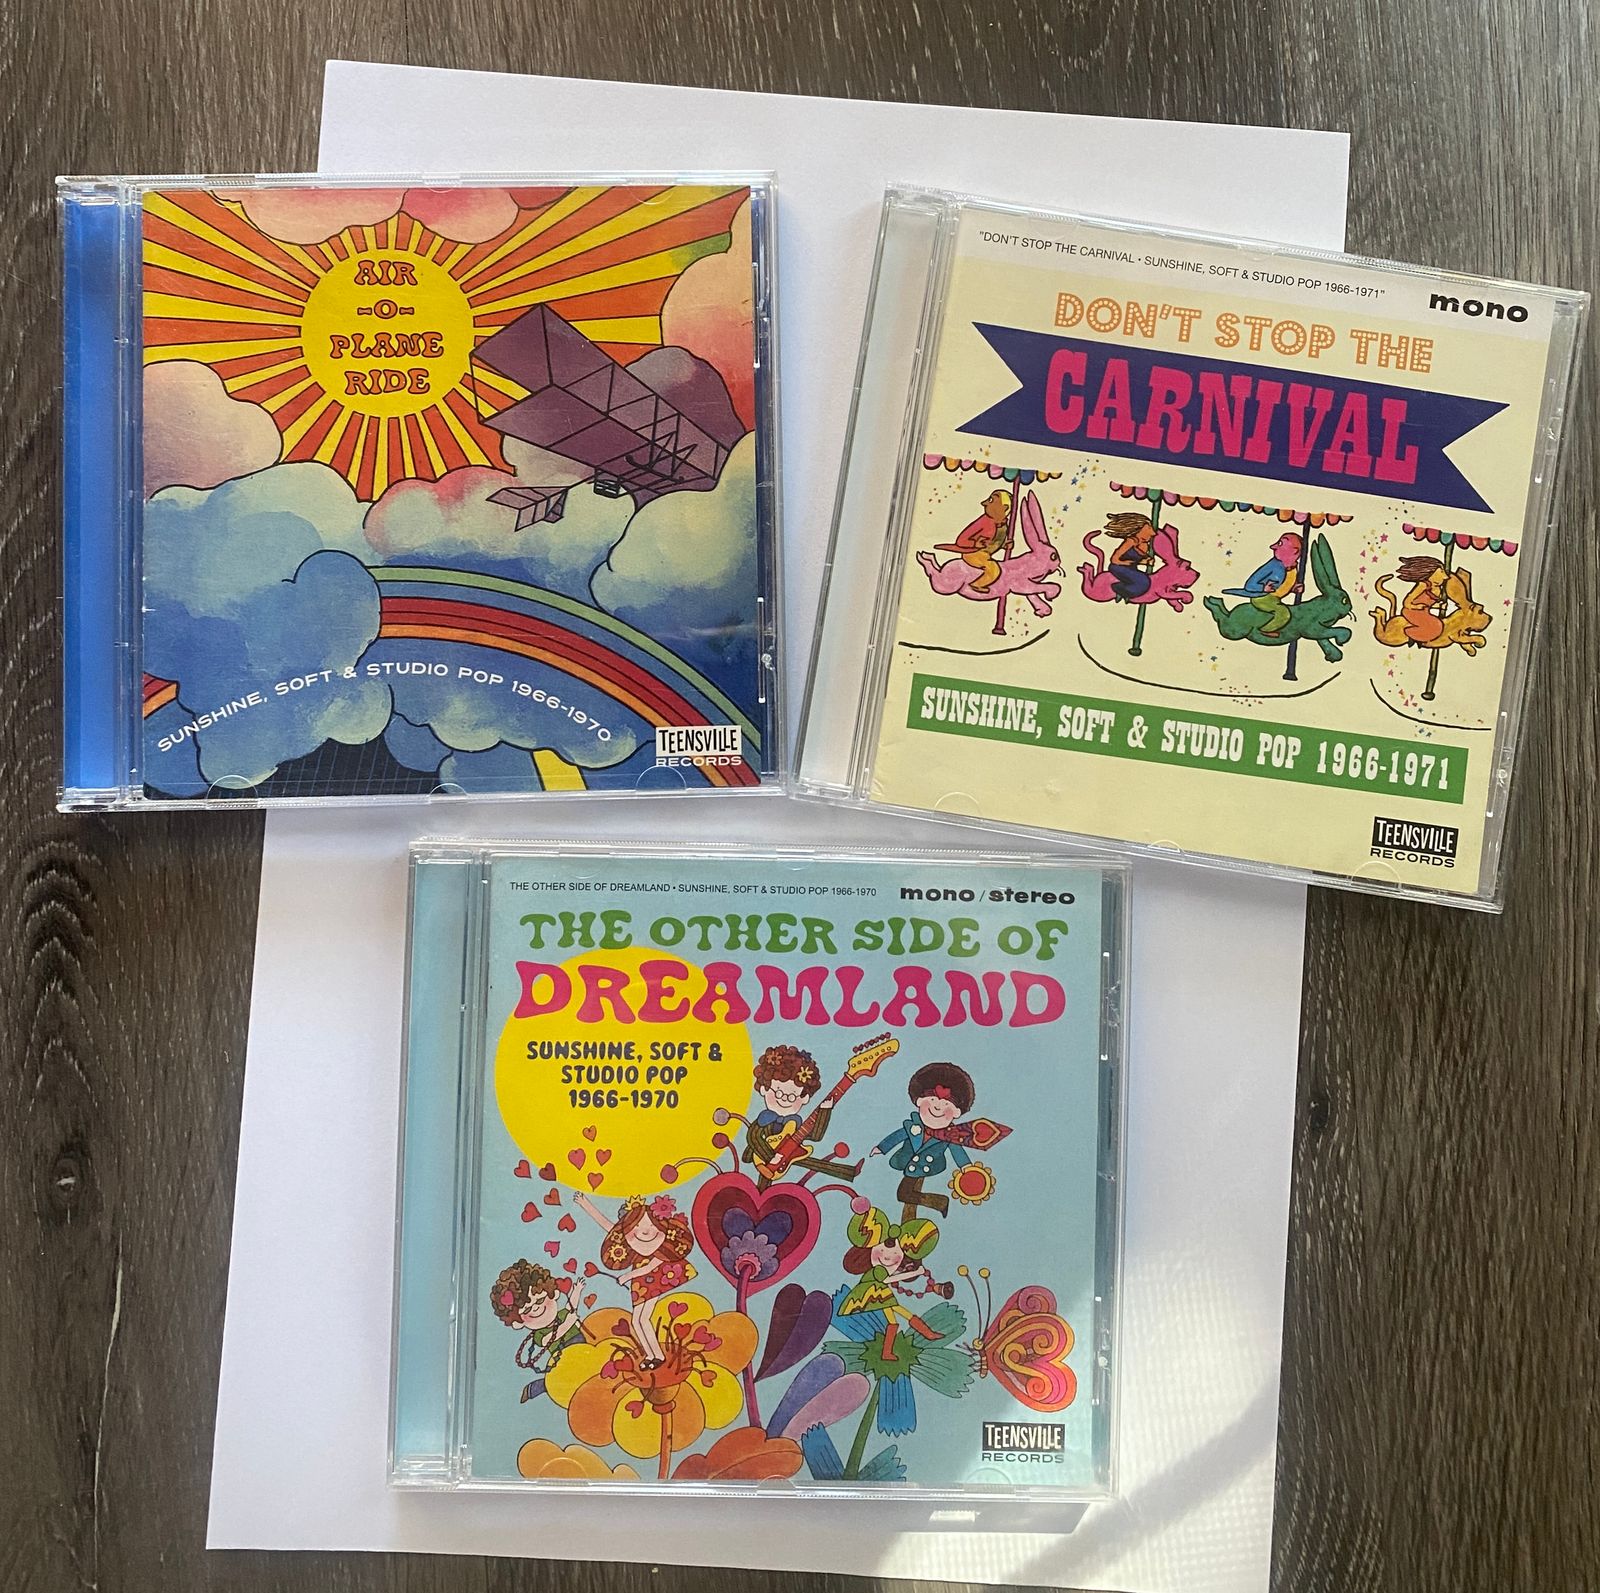 AIR
-O-
PLANE
RIDE
SUNSHINE, SOFT & STUDIO POP 1966-1970
TEENSVILLE
RECORDS
"DON'T STOP THE CARNIVAL • SUNSHINE, SOFT & STUDIO POP 1966-1971"
mono
DON'T STOP THE
CARNIVAL
SUNSHINE, SOFT & STUDIO POP 1966-1971
TEENSVILLE
RECORDS
THE OTHER SIDE OF DREAMLAND • SUNSHINE, SOFT & STUDIO POP 1966-1970
mono / stereo
THE OTHER SIDE OF
DREAMLAND
SUNSHINE, SOFT &
STUDIO POP
1966-1970
TEENSVILLE
RECORDS